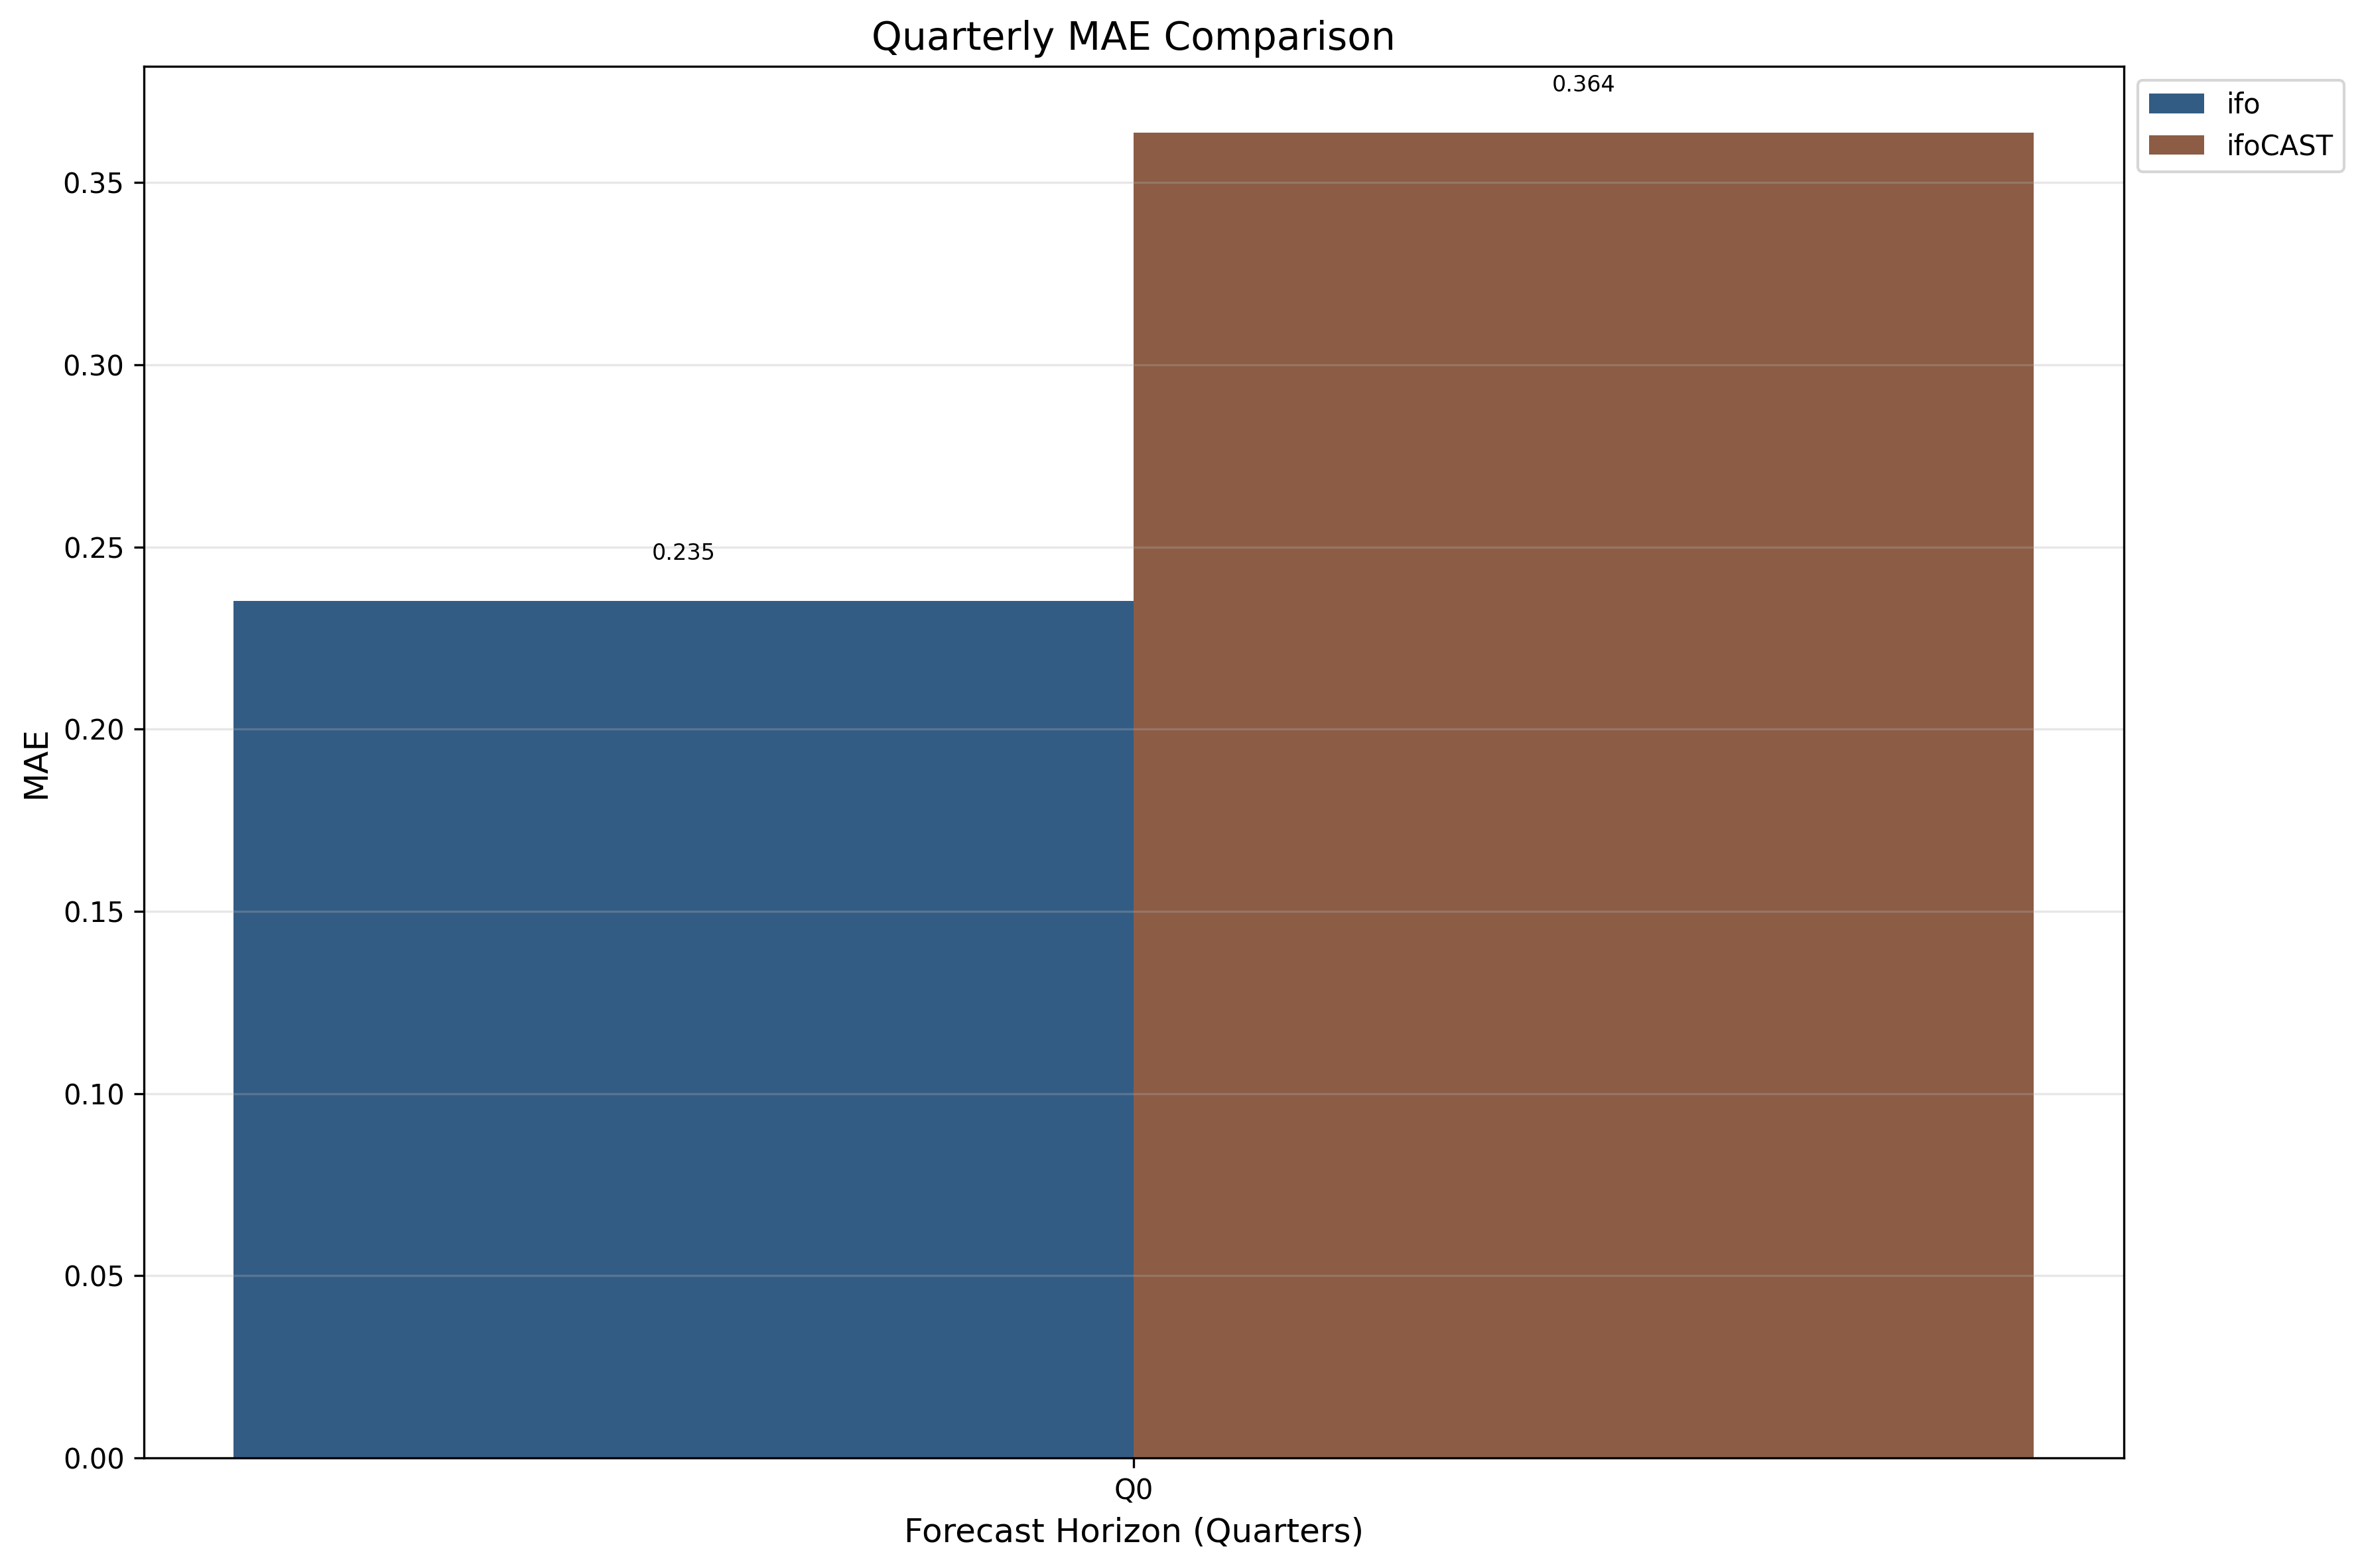 Quarterly MAE Comparison
0.364
ifo
ifoCAST
0.235
0.35
0.30
0.25
0.20
0.15
0.10
0.05
0.00
MAE
Q0
Forecast Horizon (Quarters)